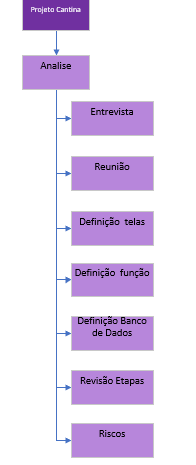 Projeto Cantina
Analise
Entrevista
Reunião
Definição telas
Definição função
Definição Banco
de Dados
Revisão Etapas
Riscos